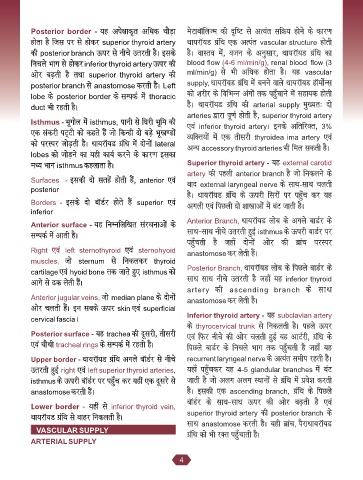 Posterior border - यह अपेक्षाकृत अधिक चौड़ा
होता है जिस पर से होकर superior thyroid artery
की posterior branch ऊपर से नीचे उतरती है। इसके
निचले भाग से होकर inferior thyroid artery ऊपर की
ओर बढ़ती है तथा superior thyroid artery की
posterior branch से anastomose करती है। Left
lobe के posterior border के सम्पर्क में thoracic
duct भी रहती है।
Isthmus - भूगोल में isthmus, पानी से घिरी भूमि की
एक संकरी पट्टी को कहते हैं जो किन्हीं दो बड़े भूखण्डों
को परस्पर जोड़ती है। थायरॉयड ग्रंथि में दोनों lateral
lobes को जोड़ने का यही कार्य करने के कारण इसका
मध्य भाग isthmus कहलाता है।
Surfaces - इसकी दो सतहें होती हैं, anterior एवं
posterior
Borders - इसके दो बॉर्डर होते हैं superior एवं
inferior
Anterior surface - यह निम्नलिखित संरचनाओं के
सम्पर्क में आती है।
Right एवं left sternothyroid एवं sternohyoid
muscles, जो sternum से निकलकर thyroid
cartilage एवं hyoid bone तक जाते हुए isthmus को
आगे से ढक लेती हैं।
Anterior jugular veins, जो median plane के दोनों
ओर चलती हैं। इन सबके ऊपर skin एवं superficial
cervical fascia।
Posterior surface - यह trachea की दूसरी, तीसरी
एवं चौथी tracheal rings के सम्पर्क में रहती है।
Upper border - थायरॉयड ग्रंथि अगले बॉर्डर से नीचे
उतरती हुई right एवं left superior thyroid arteries,
isthmus के ऊपरी बॉर्डर पर पहुँच कर वहीं एक दूसरे से
anastomose करती हैं।
Lower border - यहीं से inferior thyroid vein,
थायरॉयड ग्रंथि से बाहर निकलती है।
VASCULAR SUPPLY
ARTERIAL SUPPLY
मेटाबॉलिज्म की दृष्टि से अत्यंत सक्रिय होने के कारण
थायरॉयड ग्रंथि एक अत्यंत vascular structure होती
है। वास्तव में, वजन के अनुसार, थायरॉयड ग्रंथि का
blood flow (4-6 ml/min/g), renal blood flow (3
ml/min/g) से भी अधिक होता है। यह vascular
supply, थायरॉयड ग्रंथि में बनने वाले थायरॉयड हॉर्मोन्स
को शरीर के विभिन्न अंगों तक पहुँचाने में सहायक होती
है। थायरॉयड ग्रंथि की arterial supply मुख्यतः दो
arteries द्वारा पूर्ण होती है, superior thyroid artery
एवं inferior thyroid artery। इनके अतिरिक्त, 3%
व्यक्तियों में एक तीसरी thyroidea ima artery एवं
अन्य accessory thyroid arteries भी मिल सकती है।
Superior thyroid artery - यह external carotid
artery की पहली anterior branch है जो निकलने के
बाद external laryngeal nerve के साथ-साथ चलती
है। थायरॉयड ग्रंथि के ऊपरी सिरों पर पहुँच कर यह
अगली एवं पिछली दो शाखाओं में बंट जाती हैं।
Anterior Branch, थायरॉयड लोब के अगले बार्डर के
साथ-साथ नीचे उतरती हुई isthmus के ऊपरी बार्डर पर
पहुँचती है जहाँ दोनों ओर की ब्रांच परस्पर
anastomose कर लेती हैं।
Posterior Branch, थायरॉयड लोब के पिछले बार्डर के
साथ साथ नीचे उतरती है जहाँ यह inferior thyroid
artery की ascending branch के साथ
anastomose कर लेती है।
Inferior thyroid artery - यह subclavian artery
के thyrocervical trunk से निकलती है। पहले ऊपर
एवं फिर नीचे की ओर चलती हुई यह आर्टरी, ग्रंथि के
पिछले बार्डर के निचले भाग तक पहुँचती है जहाँ यह
recurrent laryngeal nerve के अत्यंत समीप रहती है।
यहाँ पहुँचकर यह 4-5 glandular branches में बंट
जाती है जो अलग अलग स्थानों से ग्रंथि में प्रवेश करती
हैं। इसकी एक ascending branch, ग्रंथि के पिछले
बॉर्डर के साथ-साथ ऊपर की ओर बढ़ती है एवं
superior thyroid artery की posterior branch के
साथ anastomose करती है। यही ब्रांच, पैराथायरॉयड
ग्रंथि को भी रक्त पहुँचाती है।
4